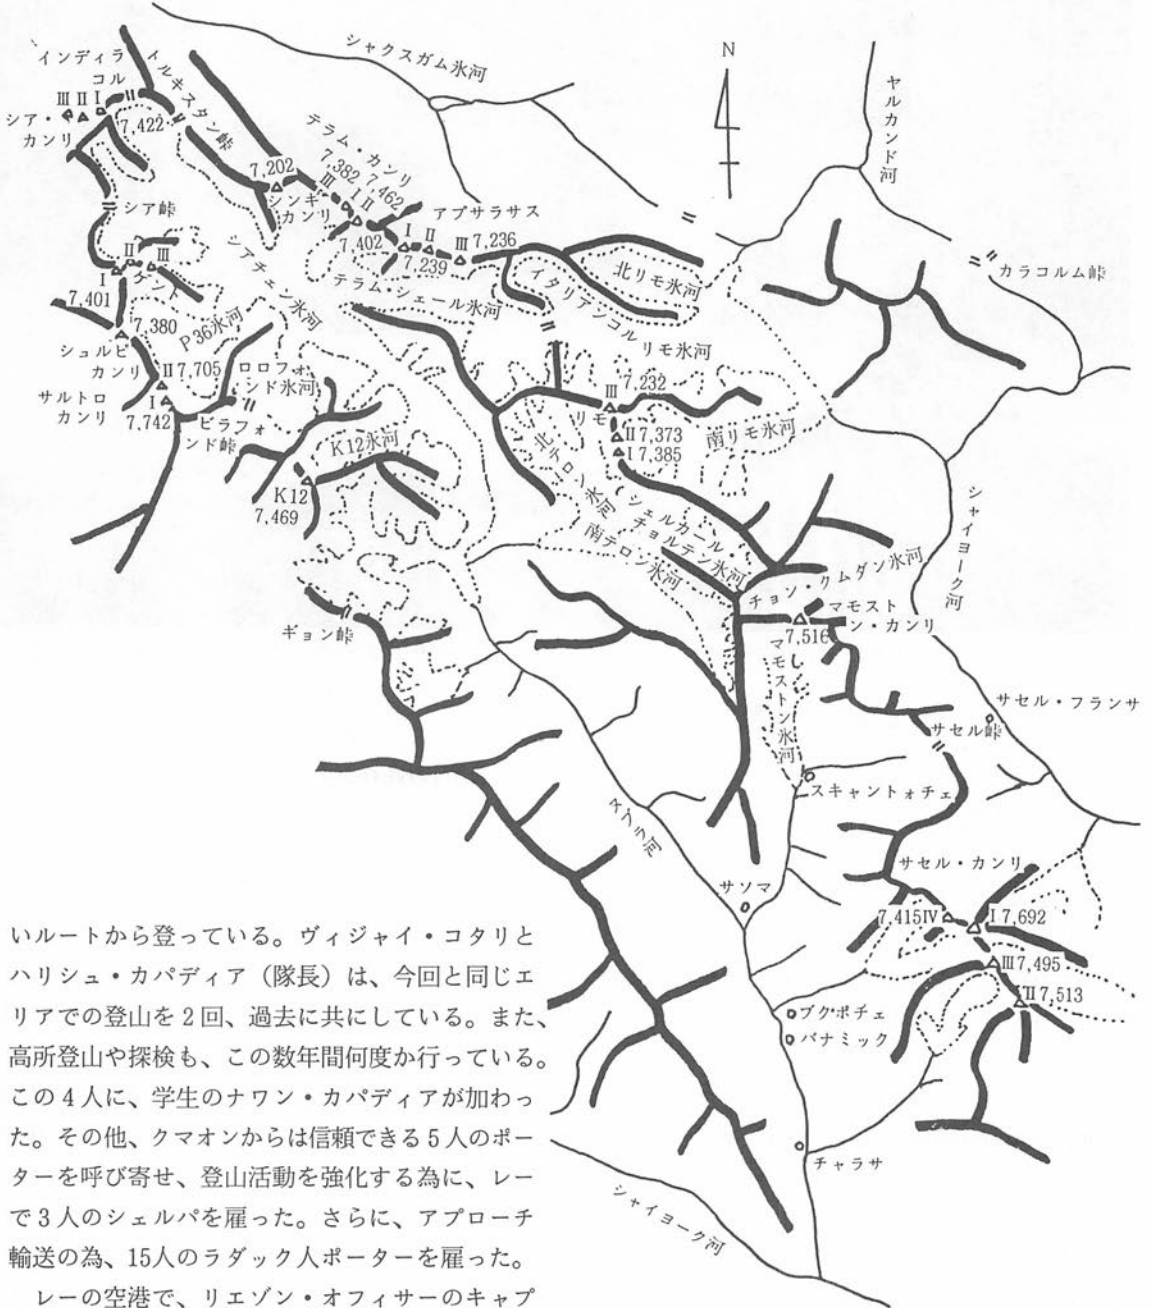 シャクスガム氷河
N
インディラ
コル
トルキスタン峠
ヤルカンド河
III II I
シア・
カンリ
7,422
テラム・カンリ
7,382 7,462
III I II
7,202
シンギ
カンリ
アプサラサス
7,402
I II III 7,236
7,239
シア峠
北リモ氷河
カラコルム峠
イタリアンコル
シアチェン氷河
テラム・シェール氷河
II III
I
ゲント
7,401
リモ氷河
P36氷河
7,380
シュルピ
カンリ
II 7,705
ロロフォ
ンド氷河
III 7,232
サルトロ
カンリ
I
7,742
リモ
ビラフォ
ンド峠
II 7,373
I 7,385
南リモ氷河
K12氷河
北テロン氷河
K12
7,469
シャイヨーク河
シェルカール・
チョルテン氷河
南テロン氷河
チョン・クムダン氷河
マモスト
ン・カンリ
7,516
ギョン峠
マモストン氷河
サセル・フランサ
サセル峠
スキャントォチェ
ヌブラ河
サセル・カンリ
サソマ
7,415 IV
I 7,692
III 7,495
II 7,513
ブクポチェ
パナミック
チャラサ
シャイヨーク河
いルートから登っている。ヴィジャイ・コタリと
ハリシュ・カパディア（隊長）は、今回と同じエ
リアでの登山を2回、過去に共にしている。また、
高所登山や探検も、この数年間何度か行っている。
この4人に、学生のナワン・カパディアが加わっ
た。その他、クマオンからは信頼できる5人のポー
ターを呼び寄せ、登山活動を強化する為に、レー
で3人のシェルパを雇った。さらに、アプローチ
輸送の為、15人のラダック人ポーターを雇った。
レーの空港で、リエゾン・オフィサーのキャプ